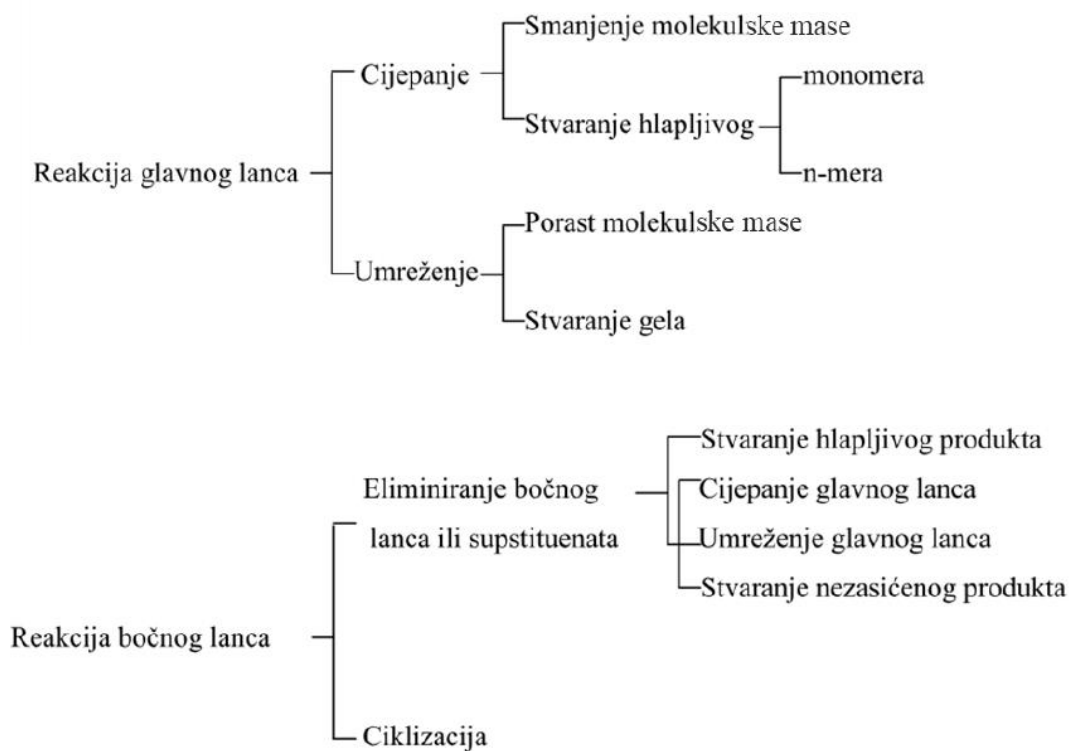 Smanjenje molekulske mase
Cijepanje
monomera
Stvaranje hlapljivog
Reakcija glavnog lanca
n-mera
Porast molekulske mase
Umreženje
Stvaranje gela
Stvaranje hlapljivog produkta
Eliminiranje bočnog
Cijepanje glavnog lanca
lanca ili supstituenata
Umreženje glavnog lanca
Stvaranje nezasićenog produkta
Reakcija bočnog lanca
Ciklizacija